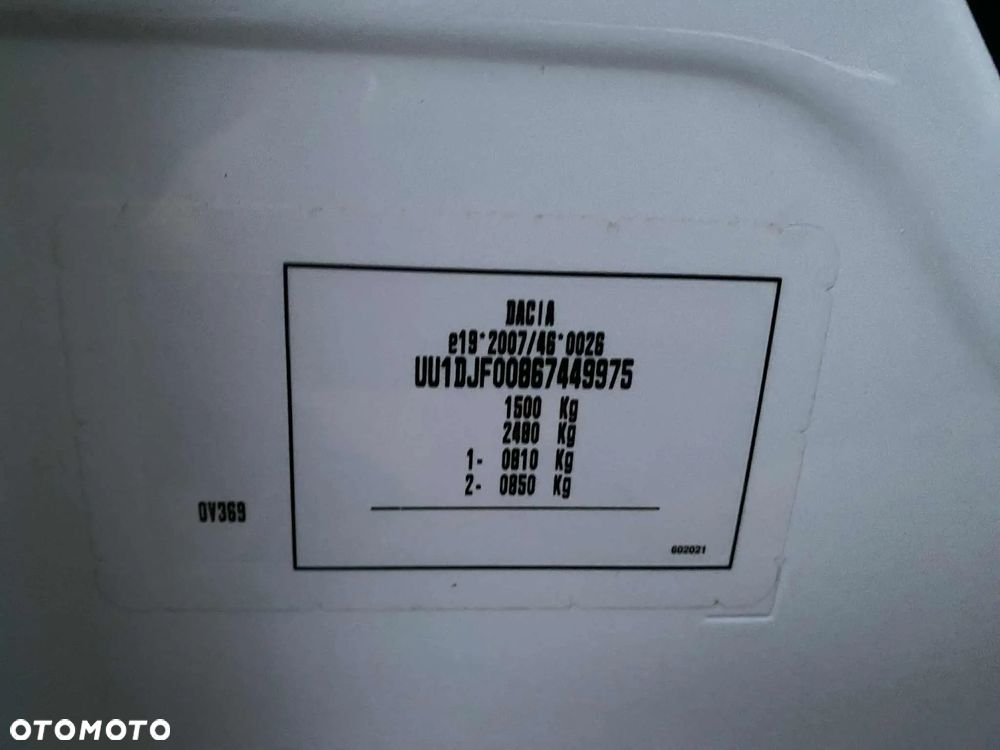 DACIA
e19*2007/46*0026
UU1DJF00867449975
1500 Kg
2480 Kg
1- 0810 Kg
2- 0850 Kg
0V369
602021
OTOMOTO